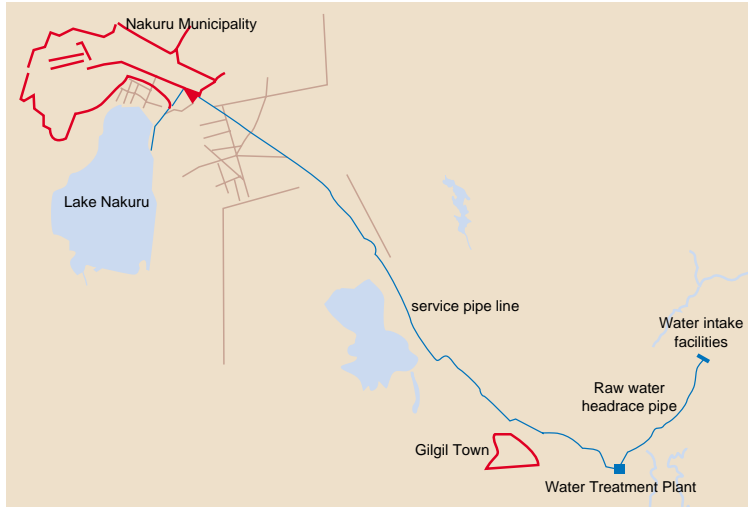 Nakuru Municipality
Lake Nakuru
service pipe line
Water intake
facilities
Raw water
headrace pipe
Gilgil Town
Water Treatment Plant